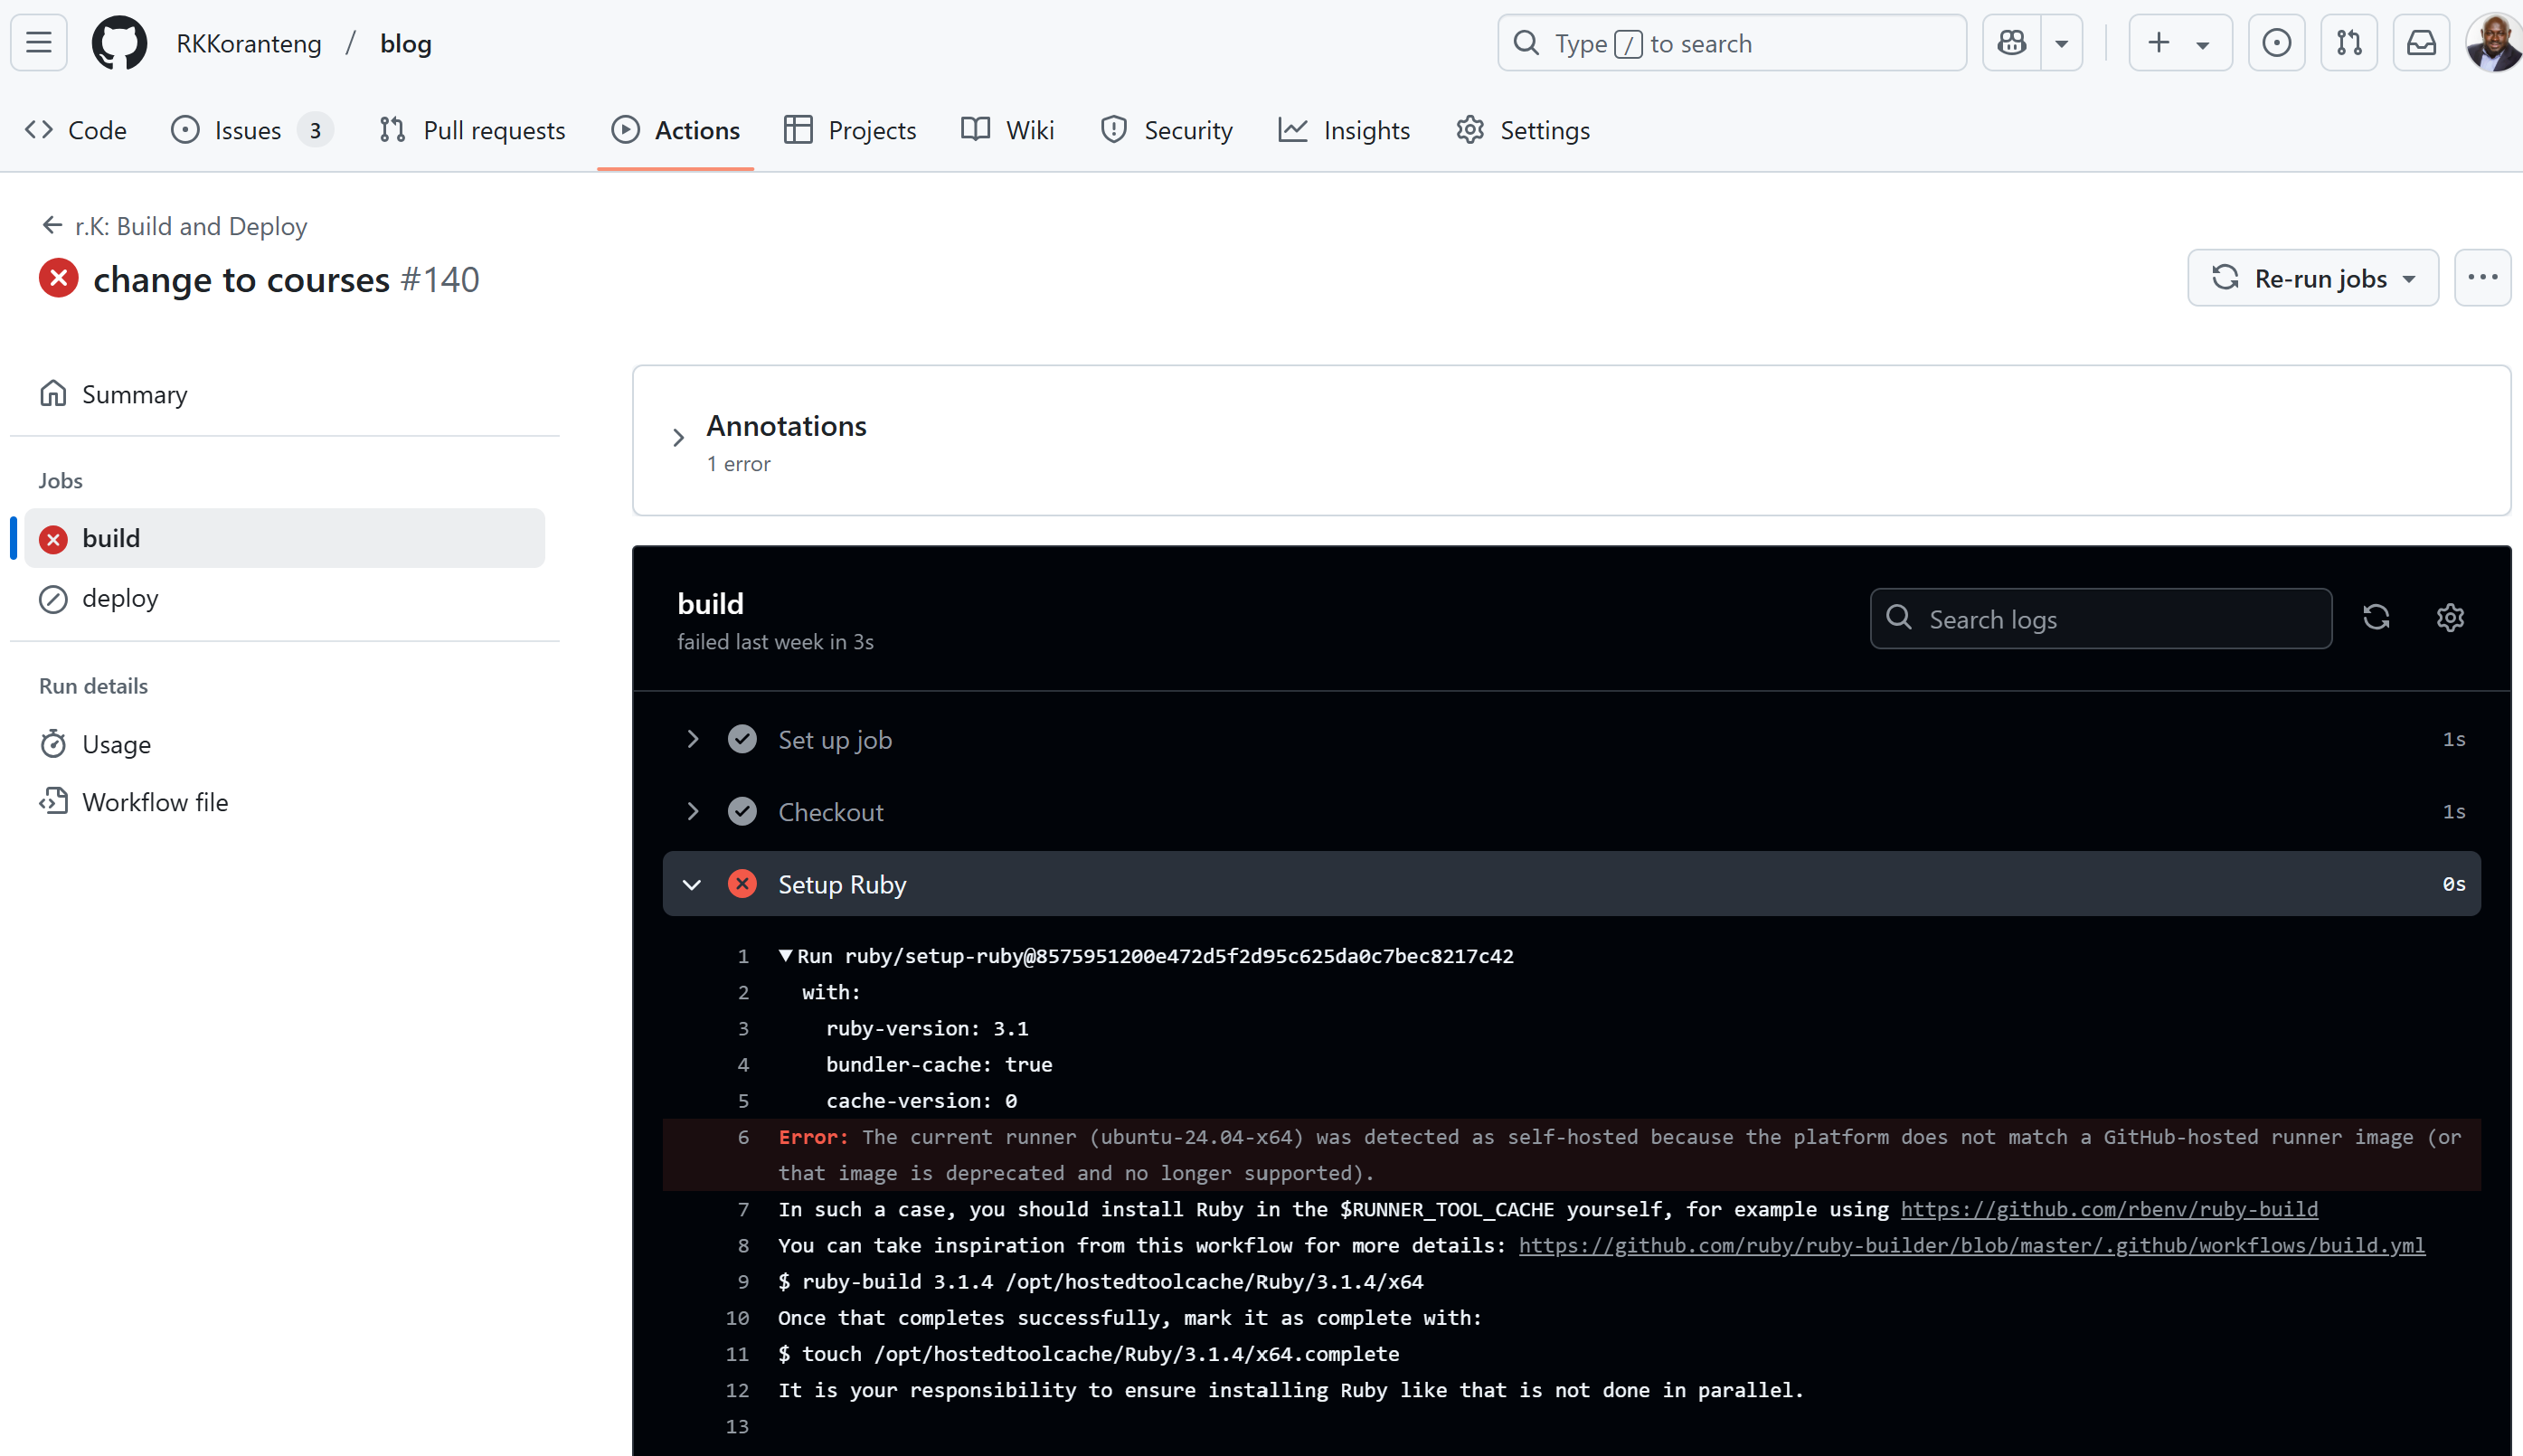 RKKoranteng / blog
Type / to search
Code
Issues 3
Pull requests
Actions
Projects
Wiki
Security
Insights
Settings
r.K: Build and Deploy
change to courses #140
Re-run jobs
Summary
Jobs
build
deploy
Run details
Usage
Workflow file
Annotations
1 error
build
failed last week in 3s
Search logs
Set up job 1s
Checkout 1s
Setup Ruby 0s
1 Run ruby/setup-ruby@8575951200e472d5f2d95c625da0c7bec8217c42
2 with:
3 ruby-version: 3.1
4 bundler-cache: true
5 cache-version: 0
6 Error: The current runner (ubuntu-24.04-x64) was detected as self-hosted because the platform does not match a GitHub-hosted runner image (or
that image is deprecated and no longer supported).
7 In such a case, you should install Ruby in the $RUNNER_TOOL_CACHE yourself, for example using https://github.com/rbenv/ruby-build
8 You can take inspiration from this workflow for more details: https://github.com/ruby/ruby-builder/blob/master/.github/workflows/build.yml
9 $ ruby-build 3.1.4 /opt/hostedtoolcache/Ruby/3.1.4/x64
10 Once that completes successfully, mark it as complete with:
11 $ touch /opt/hostedtoolcache/Ruby/3.1.4/x64.complete
12 It is your responsibility to ensure installing Ruby like that is not done in parallel.
13